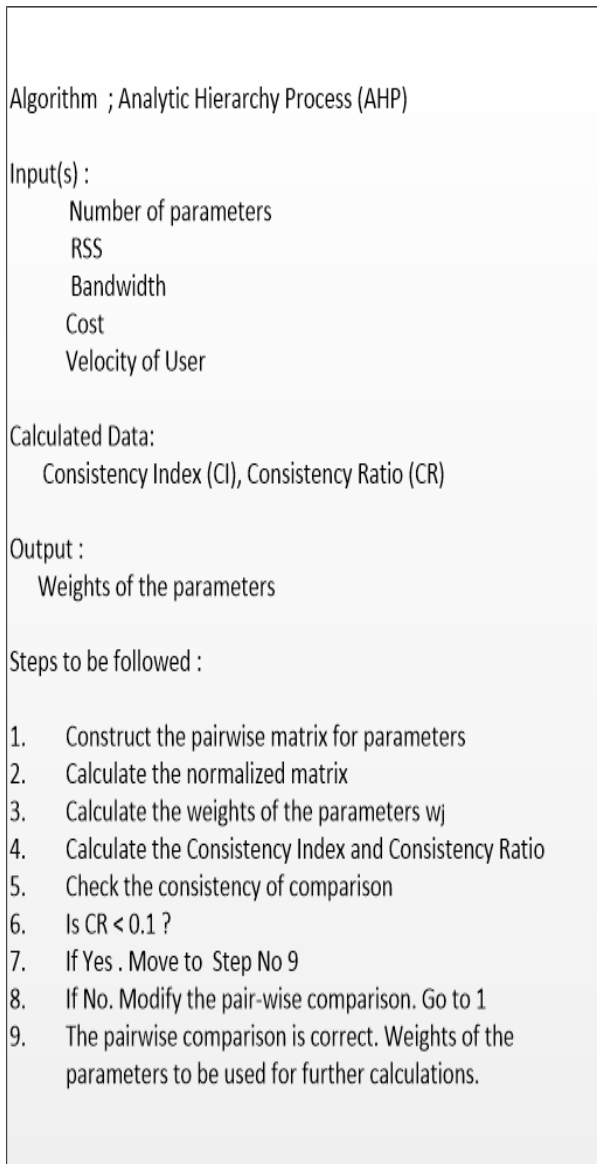 Algorithm ; Analytic Hierarchy Process (AHP)
Input(s) :
Number of parameters
RSS
Bandwidth
Cost
Velocity of User
Calculated Data:
Consistency Index (CI), Consistency Ratio (CR)
Output :
Weights of the parameters
Steps to be followed :
1. Construct the pairwise matrix for parameters
2. Calculate the normalized matrix
3. Calculate the weights of the parameters wj
4. Calculate the Consistency Index and Consistency Ratio
5. Check the consistency of comparison
6. Is CR < 0.1 ?
7. If Yes . Move to Step No 9
8. If No. Modify the pair-wise comparison. Go to 1
9. The pairwise comparison is correct. Weights of the
parameters to be used for further calculations.